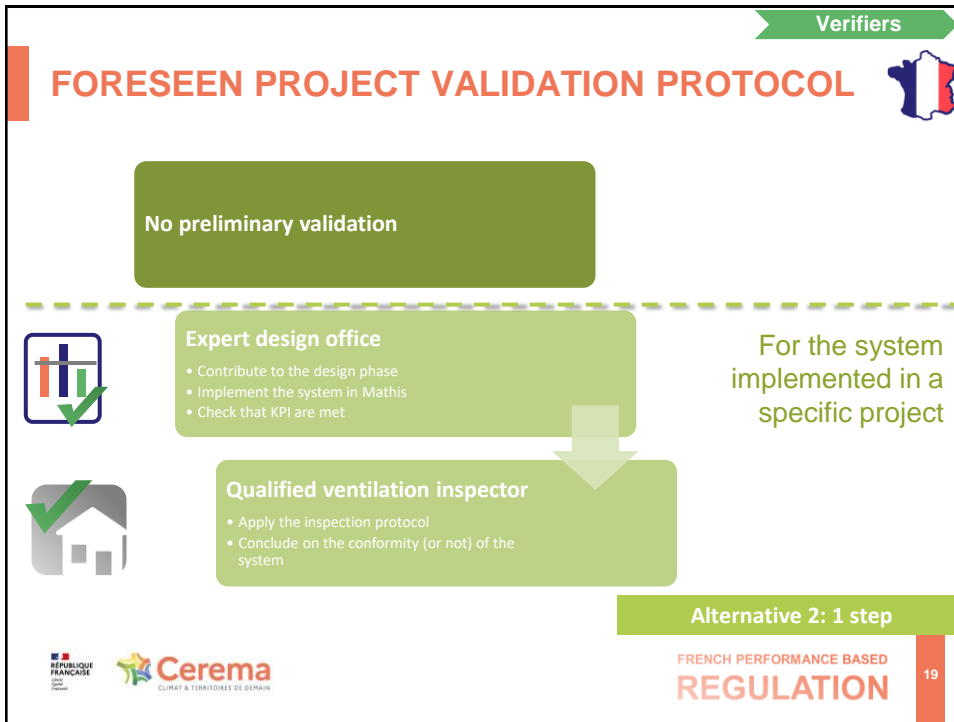 Verifiers
FORESEEN PROJECT VALIDATION PROTOCOL
No preliminary validation
Expert design office
• Contribute to the design phase
• Implement the system in Mathis
• Check that KPI are met
For the system
implemented in a
specific project
Qualified ventilation inspector
• Apply the inspection protocol
• Conclude on the conformity (or not) of the
system
Alternative 2: 1 step
RÉPUBLIQUE
FRANÇAISE
Liberté
Égalité
Fraternité
Cerema
CLIMAT & TERRITOIRES DE DEMAIN
FRENCH PERFORMANCE BASED
REGULATION
19